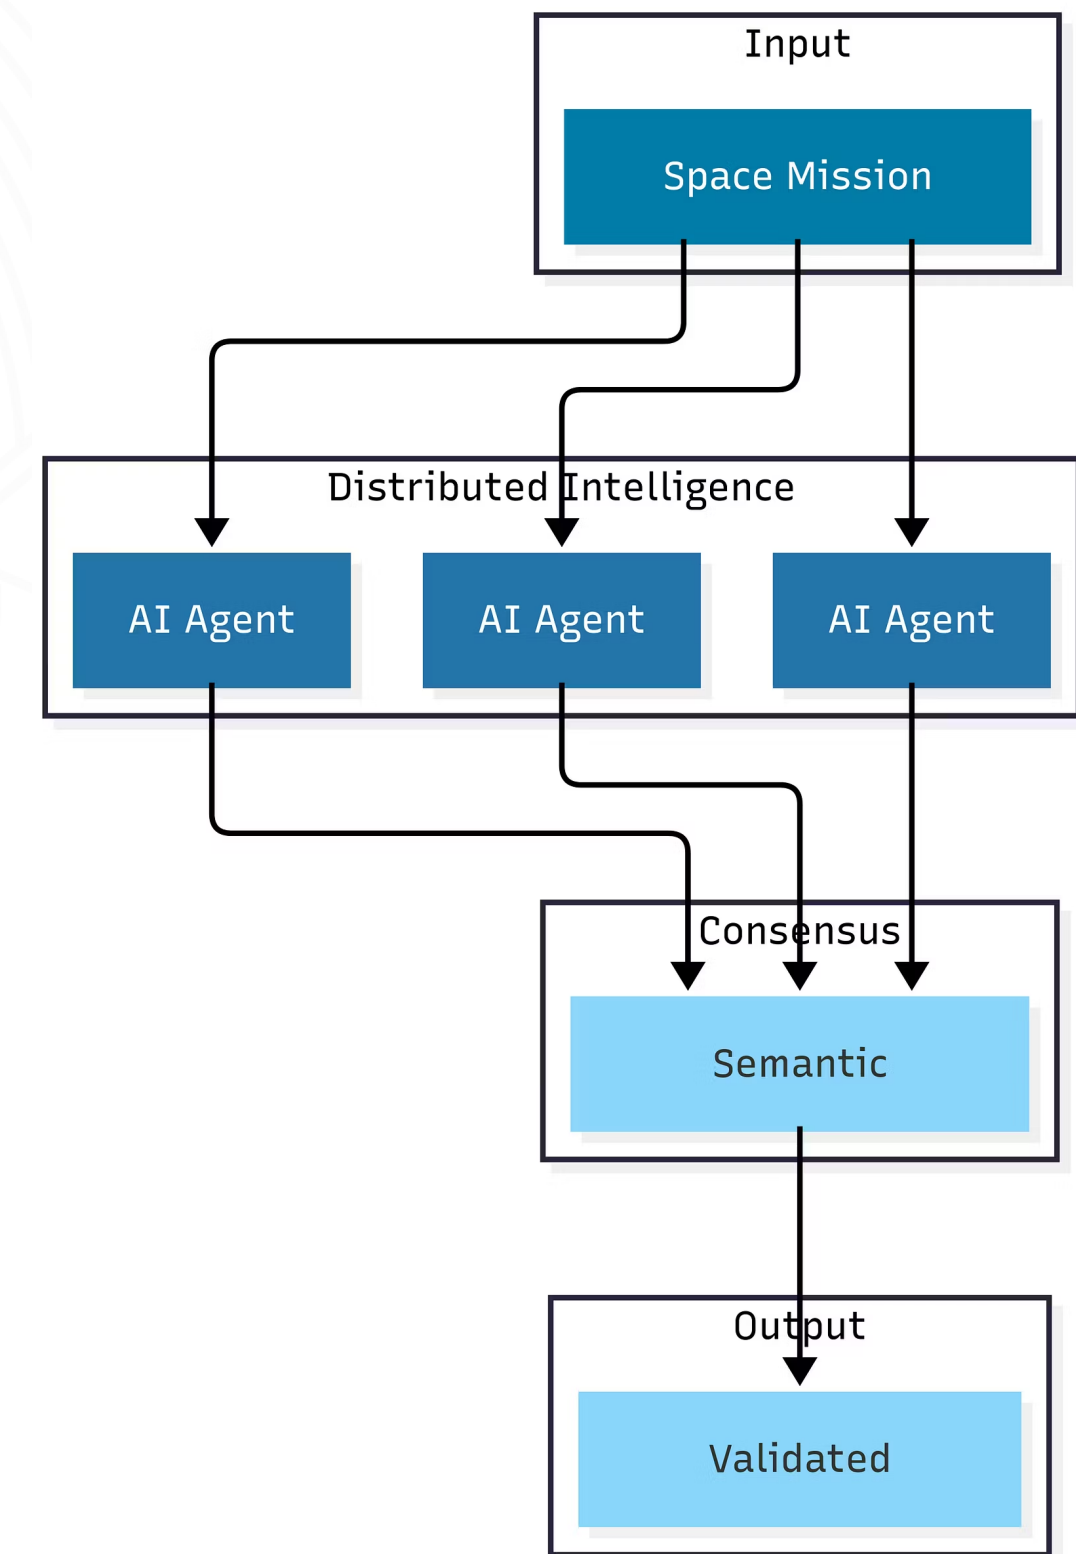 Input
Space Mission
Distributed Intelligence
AI Agent
AI Agent
AI Agent
Consensus
Semantic
Output
Validated